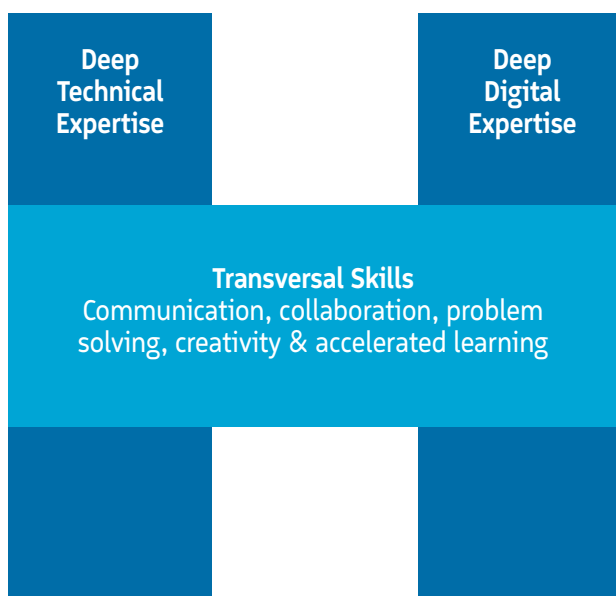 Deep
Technical
Expertise
Deep
Digital
Expertise
Transversal Skills
Communication, collaboration, problem
solving, creativity & accelerated learning